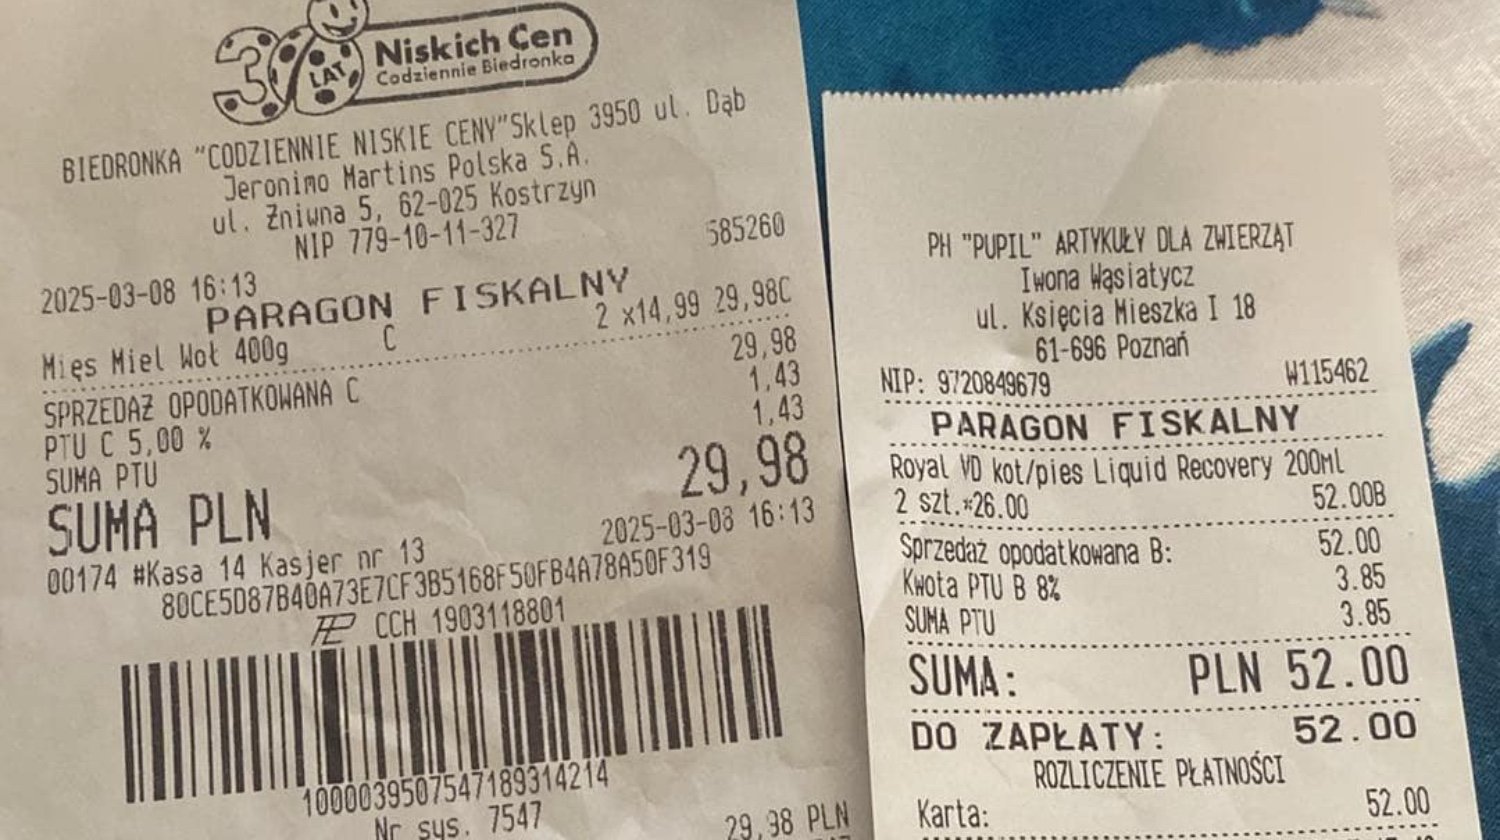 30 LAT
Niskich Cen
Codziennie Biedronka
BIEDRONKA "CODZIENNIE NISKIE CENY"Sklep 3950 ul. Dąb
Jeronimo Martins Polska S.A.
ul. Żniwna 5, 62-025 Kostrzyn
NIP 779-10-11-327
2025-03-08 16:13 585260
PARAGON FISKALNY
Mięs Miel Woł 400g C 2 x14,99 29,98C
SPRZEDAŻ OPODATKOWANA C 29,98
PTU C 5,00 % 1,43
SUMA PTU 1,43
SUMA PLN 29,98
00174 #Kasa 14 Kasjer nr 13 2025-03-08 16:13
80CE5D87B40A73E7CF3B5168F50FB4A78A50F319
CCH 1903118801
1000039507547189314214
Nr sys. 7547
29,98 PLN
PH "PUPIL" ARTYKUŁY DLA ZWIERZĄT
Iwona Wąsiatycz
ul. Księcia Mieszka I 18
61-696 Poznań
NIP: 9720849679 W115462
PARAGON FISKALNY
Royal VD kot/pies Liquid Recovery 200ml
2 szt.*26.00 52.00B
Sprzedaż opodatkowana B: 52.00
Kwota PTU B 8% 3.85
SUMA PTU 3.85
SUMA: PLN 52.00
DO ZAPŁATY: 52.00
ROZLICZENIE PŁATNOŚCI
Karta: 52.00